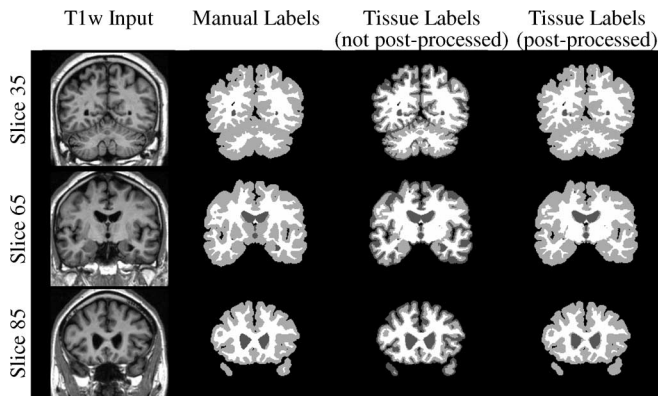 T1w Input
Manual Labels
Tissue Labels
(not post-processed)
Tissue Labels
(post-processed)
Slice 35
Slice 65
Slice 85